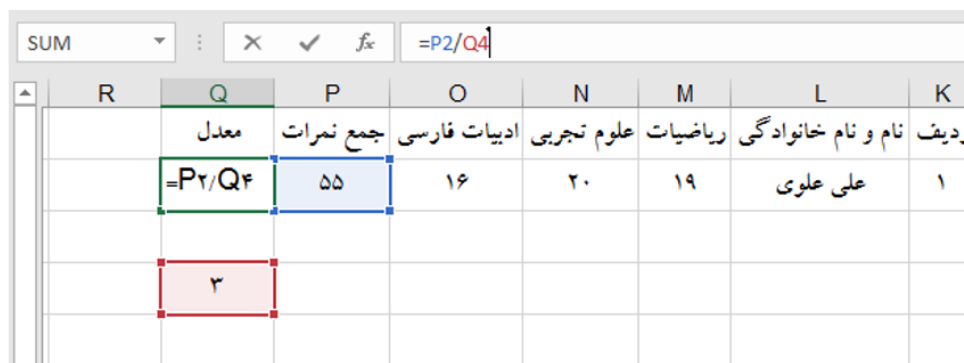 SUM fx =P2/Q4
R Q P O N M L K
ردیف نام و نام خانوادگی ریاضیات علوم تجربی ادبیات فارسی جمع نمرات معدل
۱ علی علوی ۱۹ ۲۰ ۱۶ ۵۵ =P۲/Q۴
۳